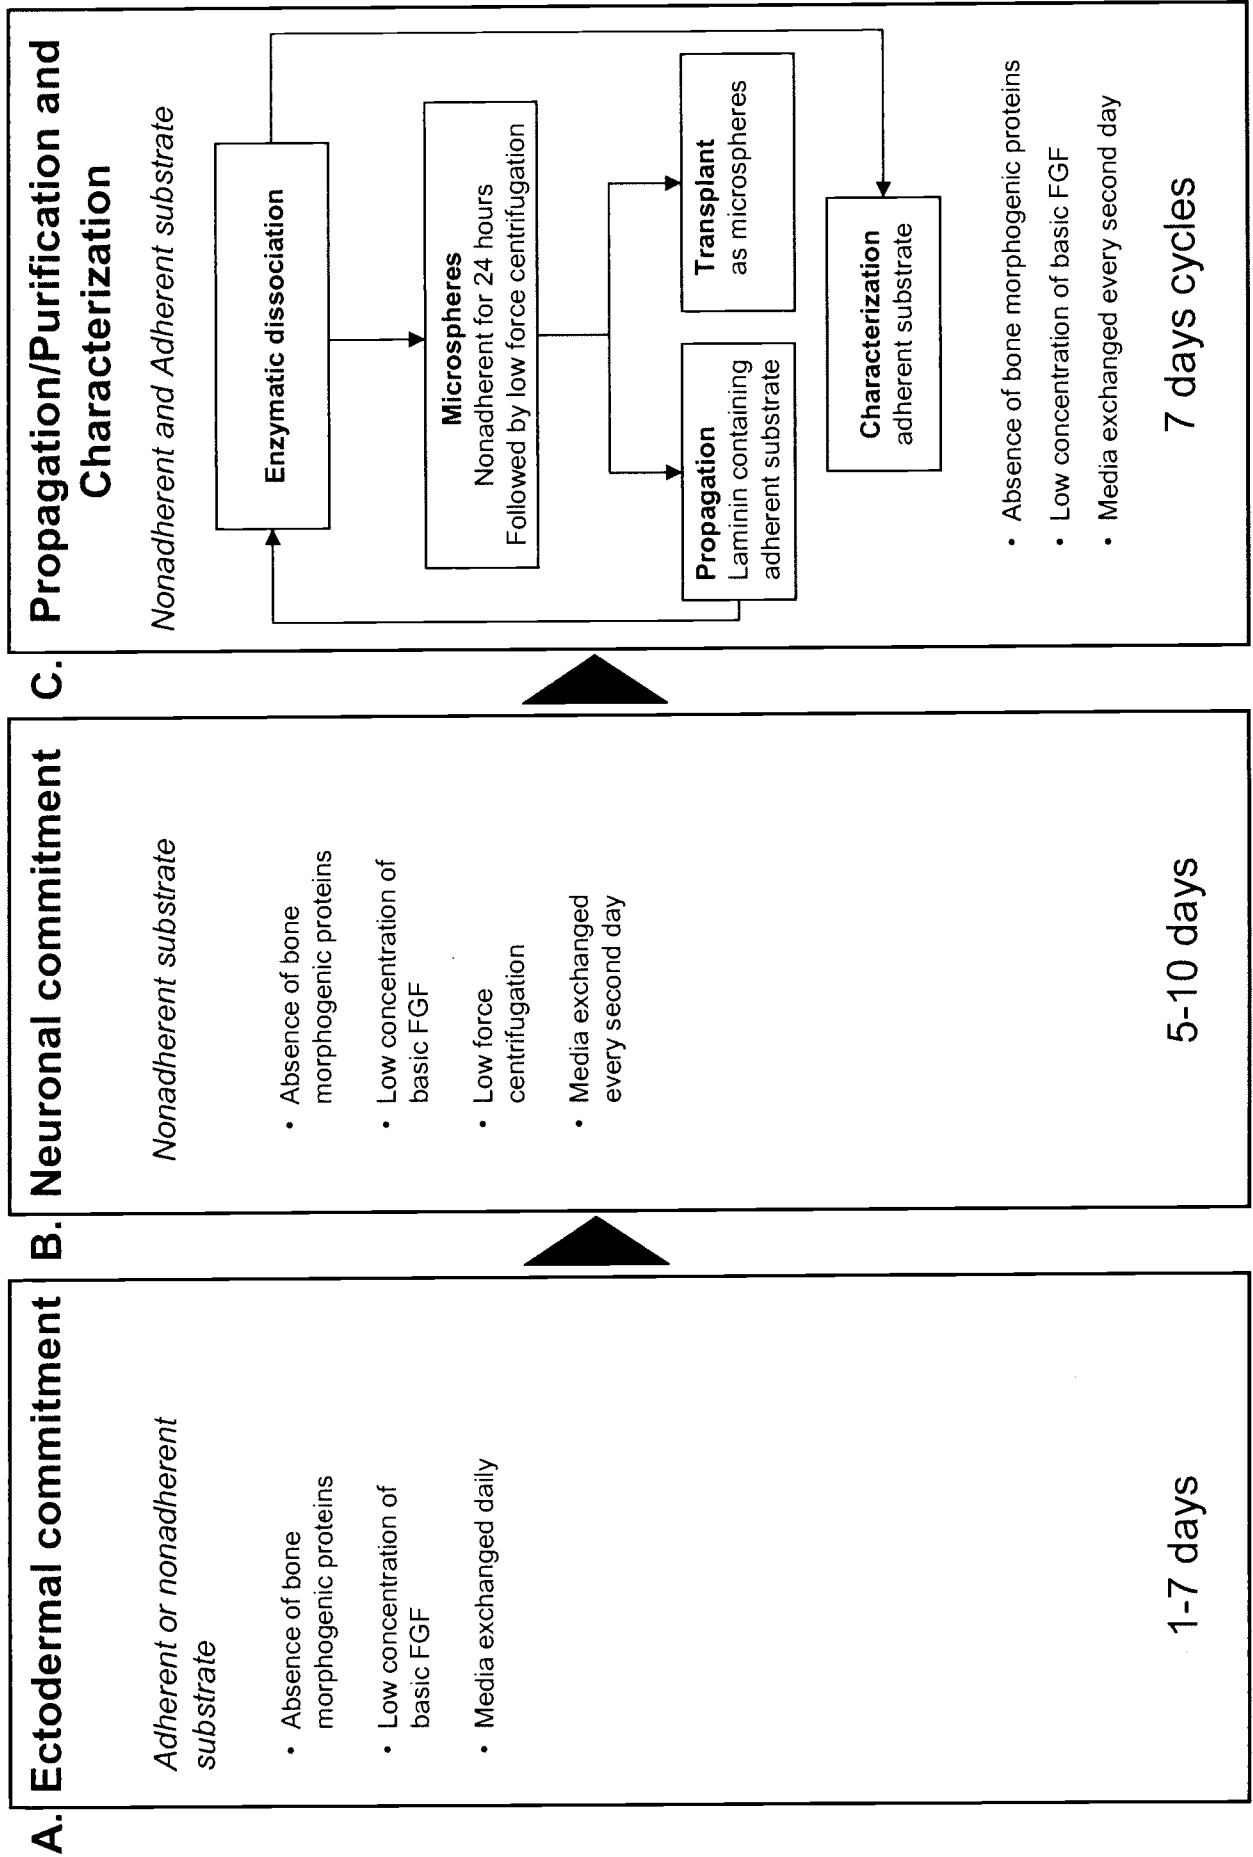 A. Ectodermal commitment
Adherent or nonadherent
substrate
• Absence of bone
morphogenic proteins
• Low concentration of
basic FGF
• Media exchanged daily
1-7 days
B. Neuronal commitment
Nonadherent substrate
• Absence of bone
morphogenic proteins
• Low concentration of
basic FGF
• Low force
centrifugation
• Media exchanged
every second day
5-10 days
C. Propagation/Purification and
Characterization
Nonadherent and Adherent substrate
Enzymatic dissociation
Microspheres
Nonadherent for 24 hours
Followed by low force centrifugation
Propagation
Laminin containing
adherent substrate
Transplant
as microspheres
Characterization
adherent substrate
• Absence of bone morphogenic proteins
• Low concentration of basic FGF
• Media exchanged every second day
7 days cycles